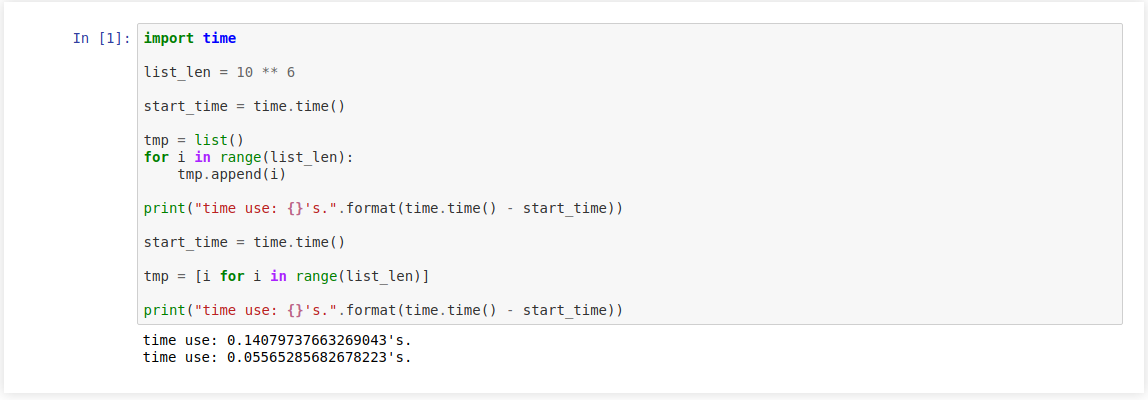 In [1]: import time
list_len = 10 ** 6
start_time = time.time()
tmp = list()
for i in range(list_len):
    tmp.append(i)
print("time use: {}'s.".format(time.time() - start_time))
start_time = time.time()
tmp = [i for i in range(list_len)]
print("time use: {}'s.".format(time.time() - start_time))
time use: 0.14079737663269043's.
time use: 0.05565285682678223's.